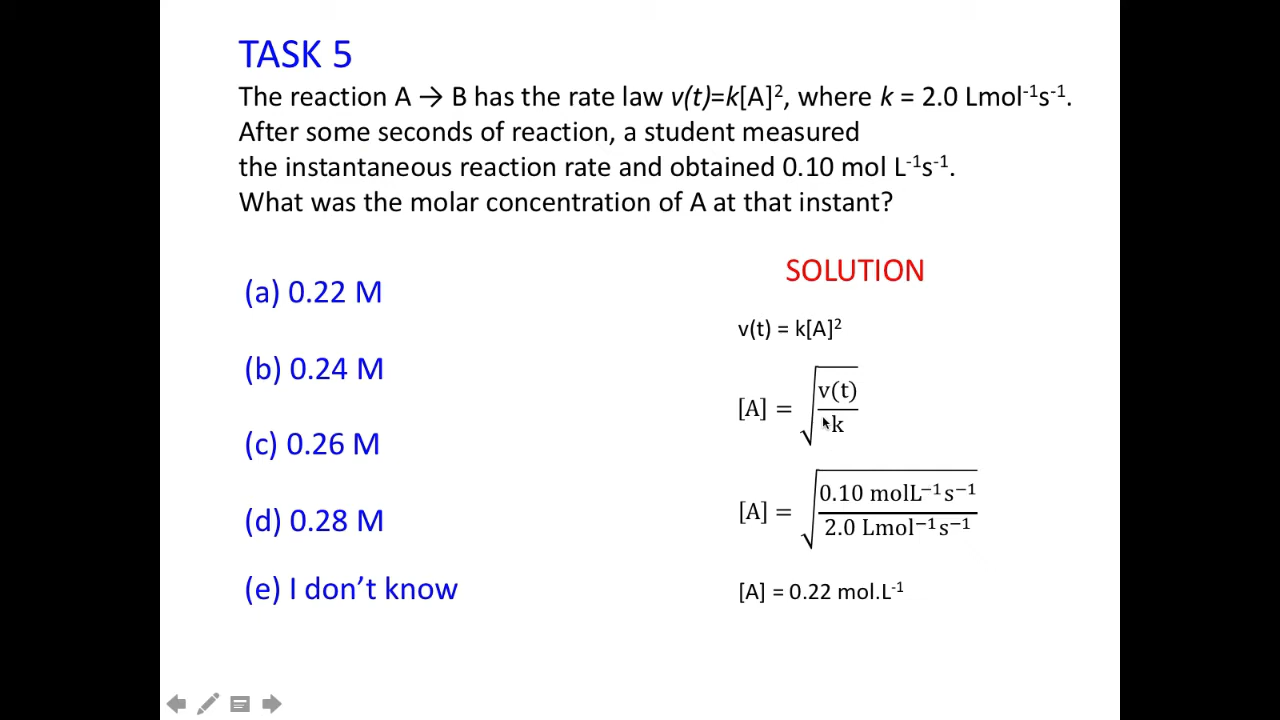 TASK 5
The reaction A → B has the rate law v(t)=k[A]², where k = 2.0 Lmol⁻¹s⁻¹.
After some seconds of reaction, a student measured
the instantaneous reaction rate and obtained 0.10 mol L⁻¹s⁻¹.
What was the molar concentration of A at that instant?
(a) 0.22 M
(b) 0.24 M
(c) 0.26 M
(d) 0.28 M
(e) I don’t know
SOLUTION
v(t) = k[A]²
[A] = √(v(t)/k)
[A] = √(0.10 molL⁻¹s⁻¹/2.0 Lmol⁻¹s⁻¹)
[A] = 0.22 mol.L⁻¹